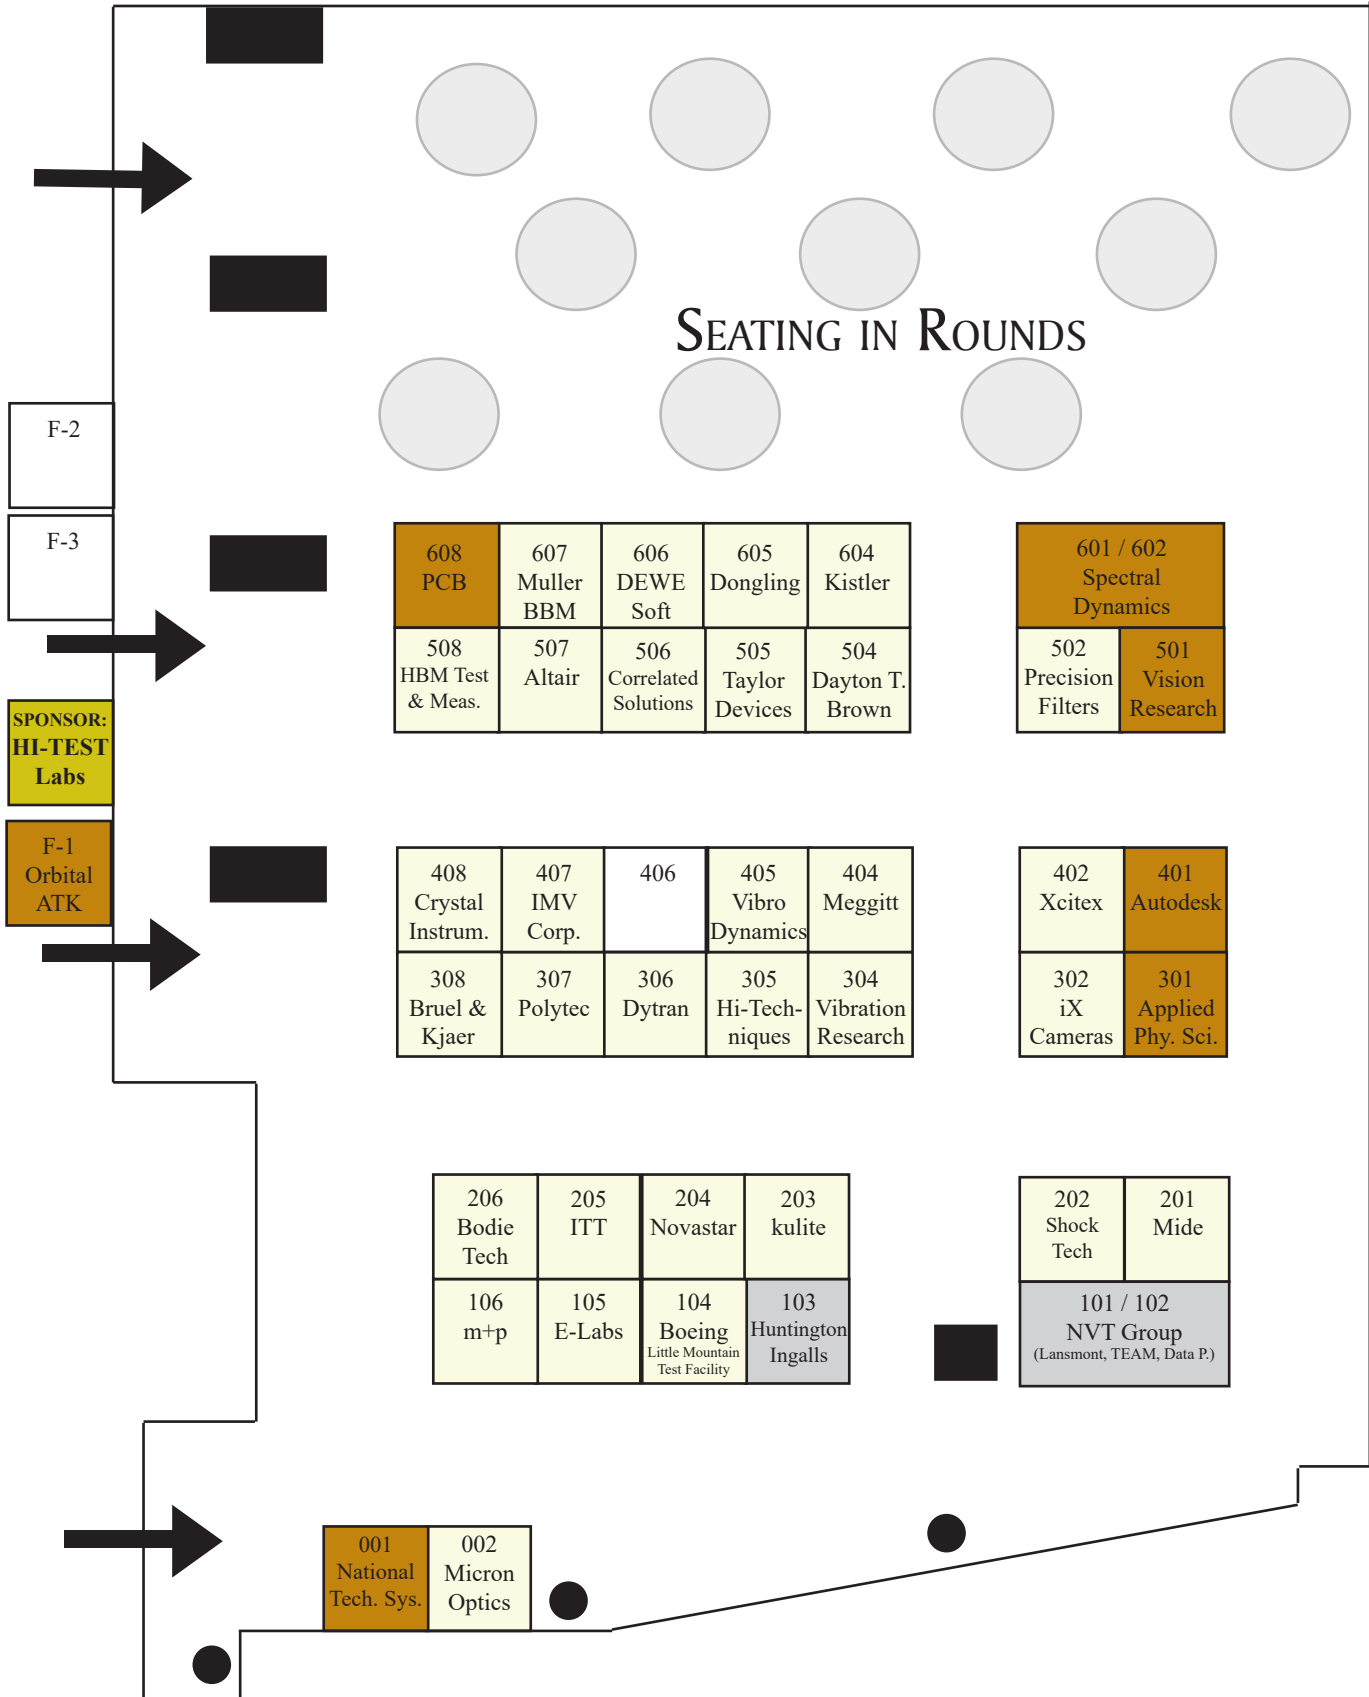 SEATING IN ROUNDS
F-2
F-3
SPONSOR:
HI-TEST
Labs
F-1
Orbital
ATK
608
PCB
607
Muller
BBM
606
DEWE
Soft
605
Dongling
604
Kistler
601 / 602
Spectral
Dynamics
508
HBM Test
& Meas.
507
Altair
506
Correlated
Solutions
505
Taylor
Devices
504
Dayton T.
Brown
502
Precision
Filters
501
Vision
Research
408
Crystal
Instrum.
407
IMV
Corp.
406
405
Vibro
Dynamics
404
Meggitt
402
Xcitex
401
Autodesk
308
Bruel &
Kjaer
307
Polytec
306
Dytran
305
Hi-Tech-
niques
304
Vibration
Research
302
iX
Cameras
301
Applied
Phy. Sci.
206
Bodie
Tech
205
ITT
204
Novastar
203
kulite
202
Shock
Tech
201
Mide
106
m+p
105
E-Labs
104
Boeing
Little Mountain
Test Facility
103
Huntington
Ingalls
101 / 102
NVT Group
(Lansmont, TEAM, Data P.)
001
National
Tech. Sys.
002
Micron
Optics